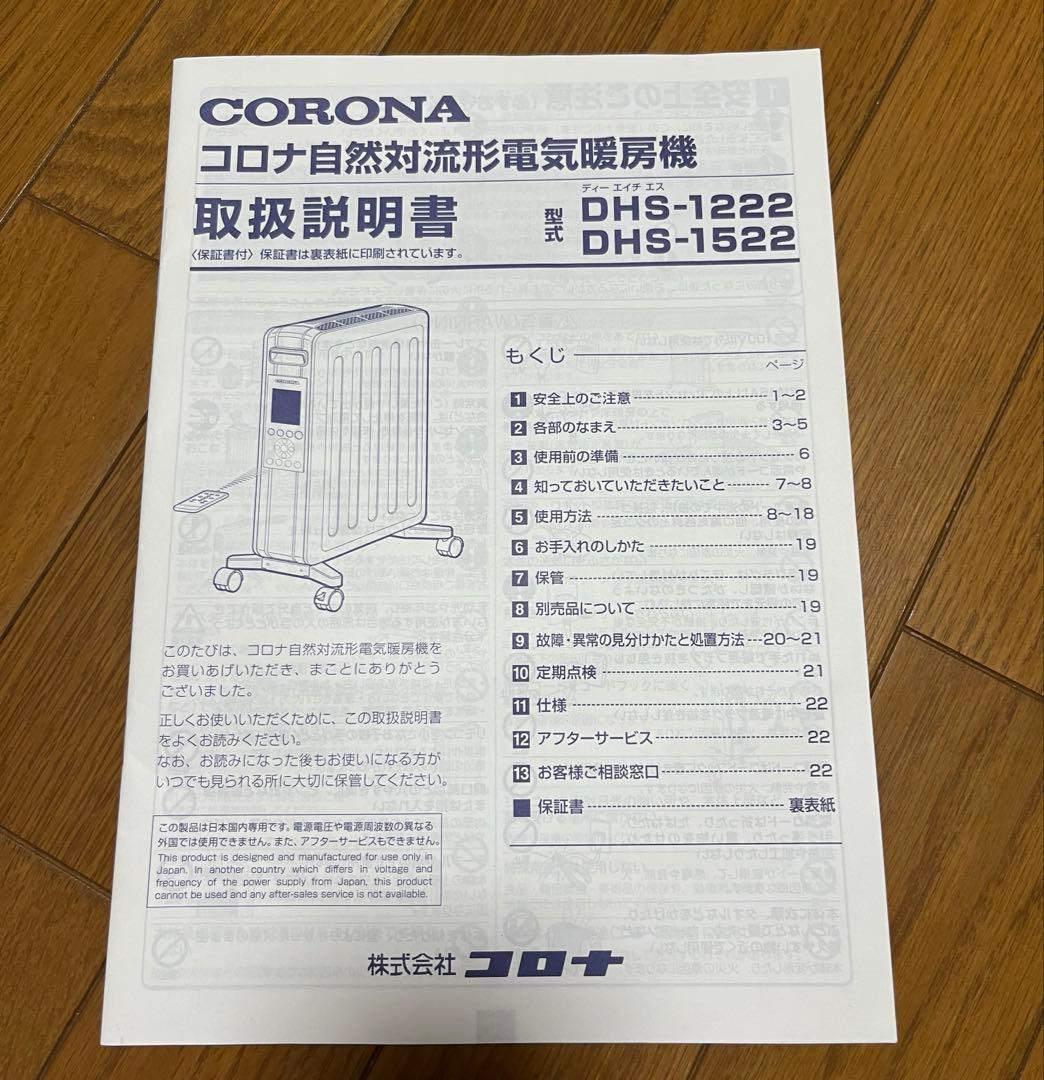 CORONA
コロナ自然対流形電気暖房機
取扱説明書
〈保証書付〉保証書は裏表紙に印刷されています。
型式
ディー エイチ エス
DHS-1222
DHS-1522
もくじ
ページ
1 安全上のご注意 1〜2
2 各部のなまえ 3〜5
3 使用前の準備 6
4 知っておいていただきたいこと 7〜8
5 使用方法 8〜18
6 お手入れのしかた 19
7 保管 19
8 別売品について 19
9 故障・異常の見分けかたと処置方法 20〜21
10 定期点検 21
11 仕様 22
12 アフターサービス 22
13 お客様ご相談窓口 22
保証書 裏表紙
このたびは、コロナ自然対流形電気暖房機を
お買いあげいただき、まことにありがとう
ございました。
正しくお使いいただくために、この取扱説明書
をよくお読みください。
なお、お読みになった後もお使いになる方が
いつでも見られる所に大切に保管してください。
この製品は日本国内専用です。電源電圧や電源周波数の異なる
外国では使用できません。また、アフターサービスもできません。
This product is designed and manufactured for use only in
Japan. In another country which differs in voltage and
frequency of the power supply from Japan, this product
cannot be used and any after-sales service is not available.
株式会社 コロナ